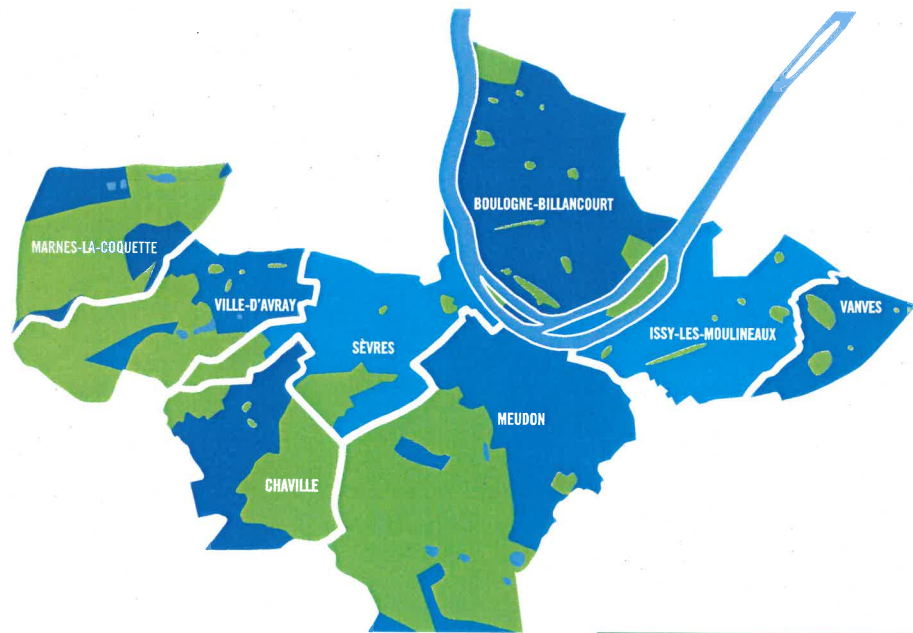 BOULOGNE-BILLANCOURT
MARNES-LA-COQUETTE
VILLE-D'AVRAY
VANVES
ISSY-LES-MOULINEAUX
SÈVRES
MEUDON
CHAVILLE